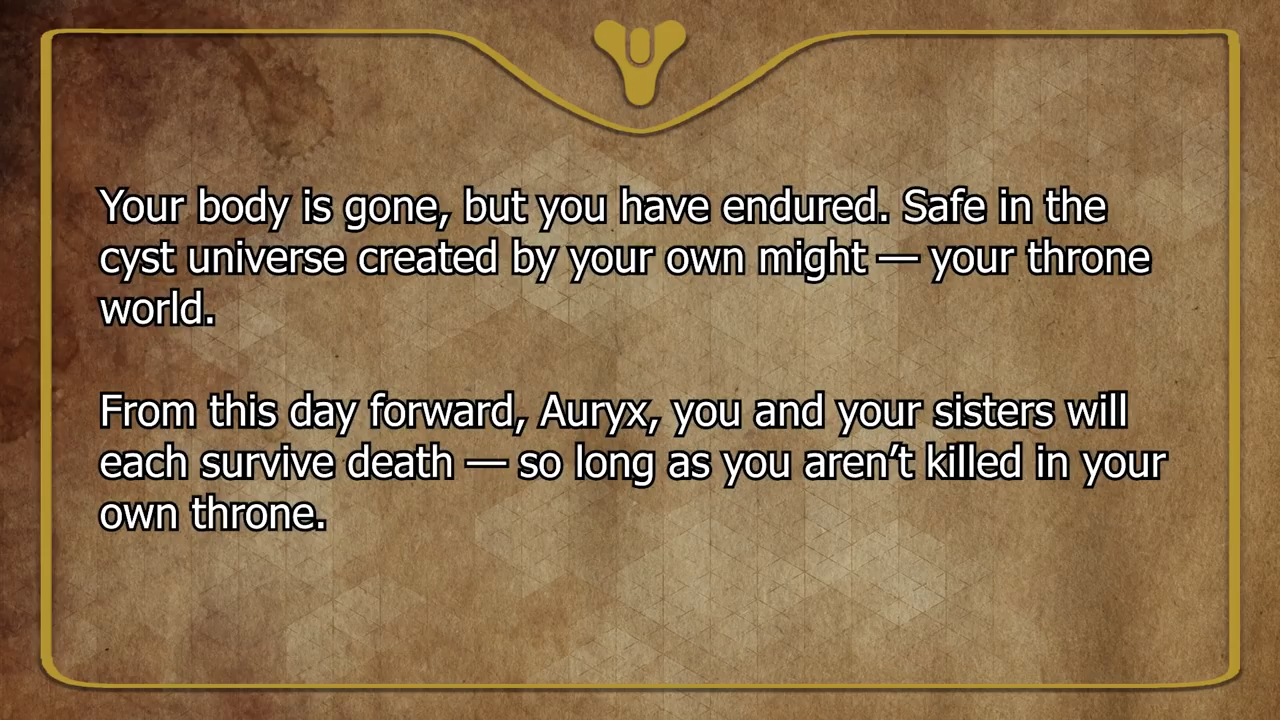 Your body is gone, but you have endured. Safe in the
cyst universe created by your own might — your throne
world.
From this day forward, Auryx, you and your sisters will
each survive death — so long as you aren’t killed in your
own throne.